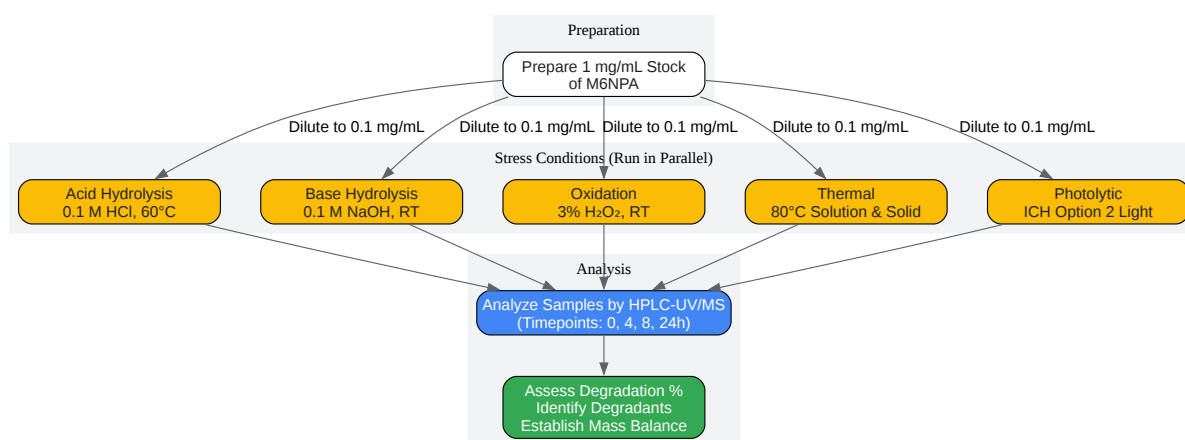 Preparation
Prepare 1 mg/mL Stock
of M6NPA
Dilute to 0.1 mg/mL
Dilute to 0.1 mg/mL
Dilute to 0.1 mg/mL
Dilute to 0.1 mg/mL
Dilute to 0.1 mg/mL
Stress Conditions (Run in Parallel)
Acid Hydrolysis
0.1 M HCl, 60°C
Base Hydrolysis
0.1 M NaOH, RT
Oxidation
3% H₂O₂, RT
Thermal
80°C Solution & Solid
Photolytic
ICH Option 2 Light
Analysis
Analyze Samples by HPLC-UV/MS
(Timepoints: 0, 4, 8, 24h)
Assess Degradation %
Identify Degradants
Establish Mass Balance